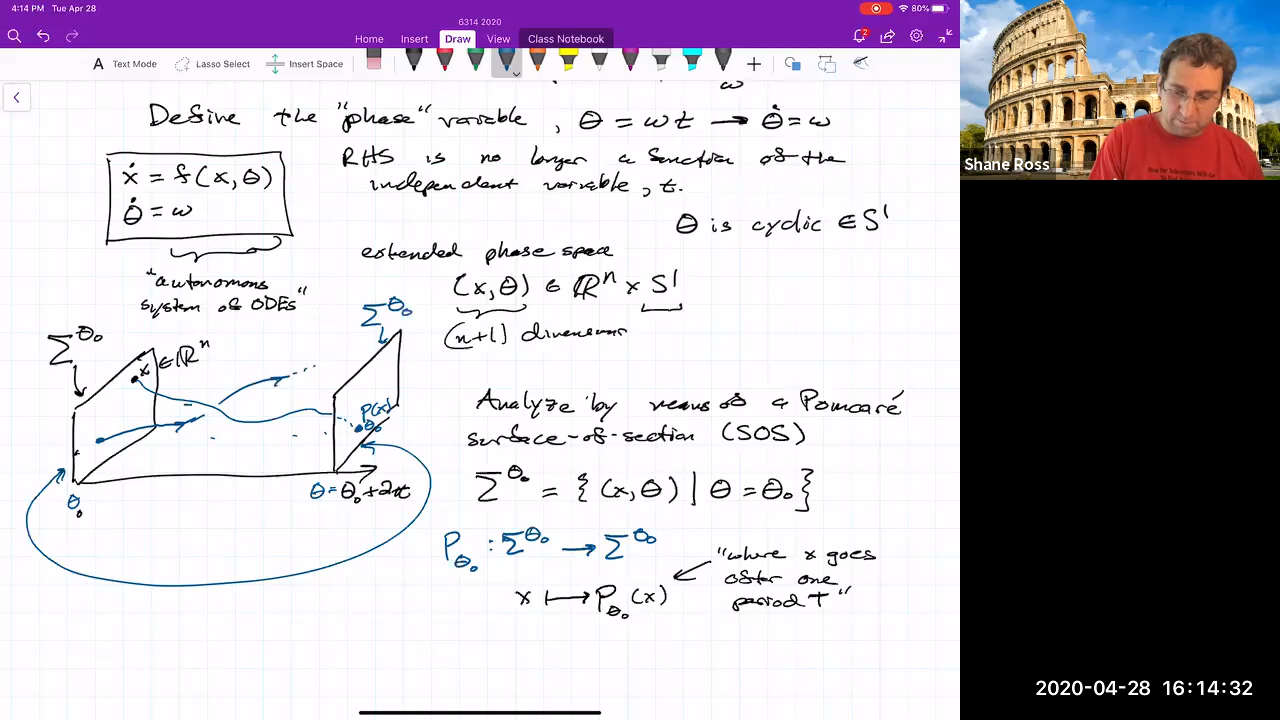 4:14 PM Tue Apr 28
80%
6314 2020
Home Insert Draw View Class Notebook
2
Text Mode Lasso Select Insert Space
ω
Define the "phase" variable, θ = ωt → θ̇ = ω
RHS is no longer a function of the
independent variable, t.
ẋ = f(x, θ)
θ̇ = ω
θ is cyclic ∈ S¹
"autonomous
system of ODEs"
extended phase space
(x, θ) ∈ ℝⁿ × S¹
(n+1) dimensions
Σ^θ₀
x ∈ ℝⁿ
Σ^θ₀
P_θ₀(x)
θ₀
θ = θ₀ + 2π
Analyze by means of a Poincaré
surface-of-section (SOS)
Σ^θ₀ = { (x, θ) | θ = θ₀ }
P_θ₀ : Σ^θ₀ → Σ^θ₀
x ↦ P_θ₀(x)
"where x goes
after one
period T"
Shane Ross
2020-04-28 16:14:32